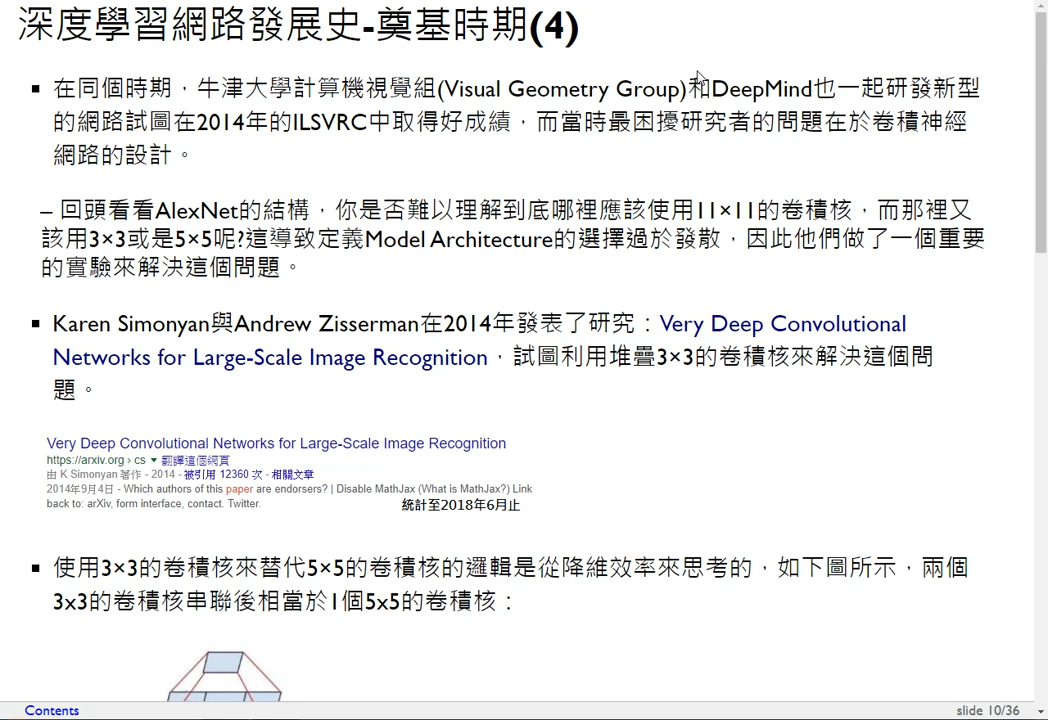 深度學習網路發展史-奠基時期(4)
在同個時期，牛津大學計算機視覺組(Visual Geometry Group)和DeepMind也一起研發新型
的網路試圖在2014年的ILSVRC中取得好成績，而當時最困擾研究者的問題在於卷積神經
網路的設計。
– 回頭看看AlexNet的結構，你是否難以理解到底哪裡應該使用11×11的卷積核，而那裡又
該用3×3或是5×5呢?這導致定義Model Architecture的選擇過於發散，因此他們做了一個重要
的實驗來解決這個問題。
Karen Simonyan與Andrew Zisserman在2014年發表了研究：Very Deep Convolutional
Networks for Large-Scale Image Recognition，試圖利用堆疊3×3的卷積核來解決這個問
題。
Very Deep Convolutional Networks for Large-Scale Image Recognition
https://arxiv.org › cs ▼ 翻譯這個網頁
由 K Simonyan 著作 - 2014 - 被引用 12360 次 - 相關文章
2014年9月4日 - Which authors of this paper are endorsers? | Disable MathJax (What is MathJax?) Link
back to: arXiv, form interface, contact. Twitter.
統計至2018年6月止
使用3×3的卷積核來替代5×5的卷積核的邏輯是從降維效率來思考的，如下圖所示，兩個
3x3的卷積核串聯後相當於1個5x5的卷積核：
Contents
slide 10/36